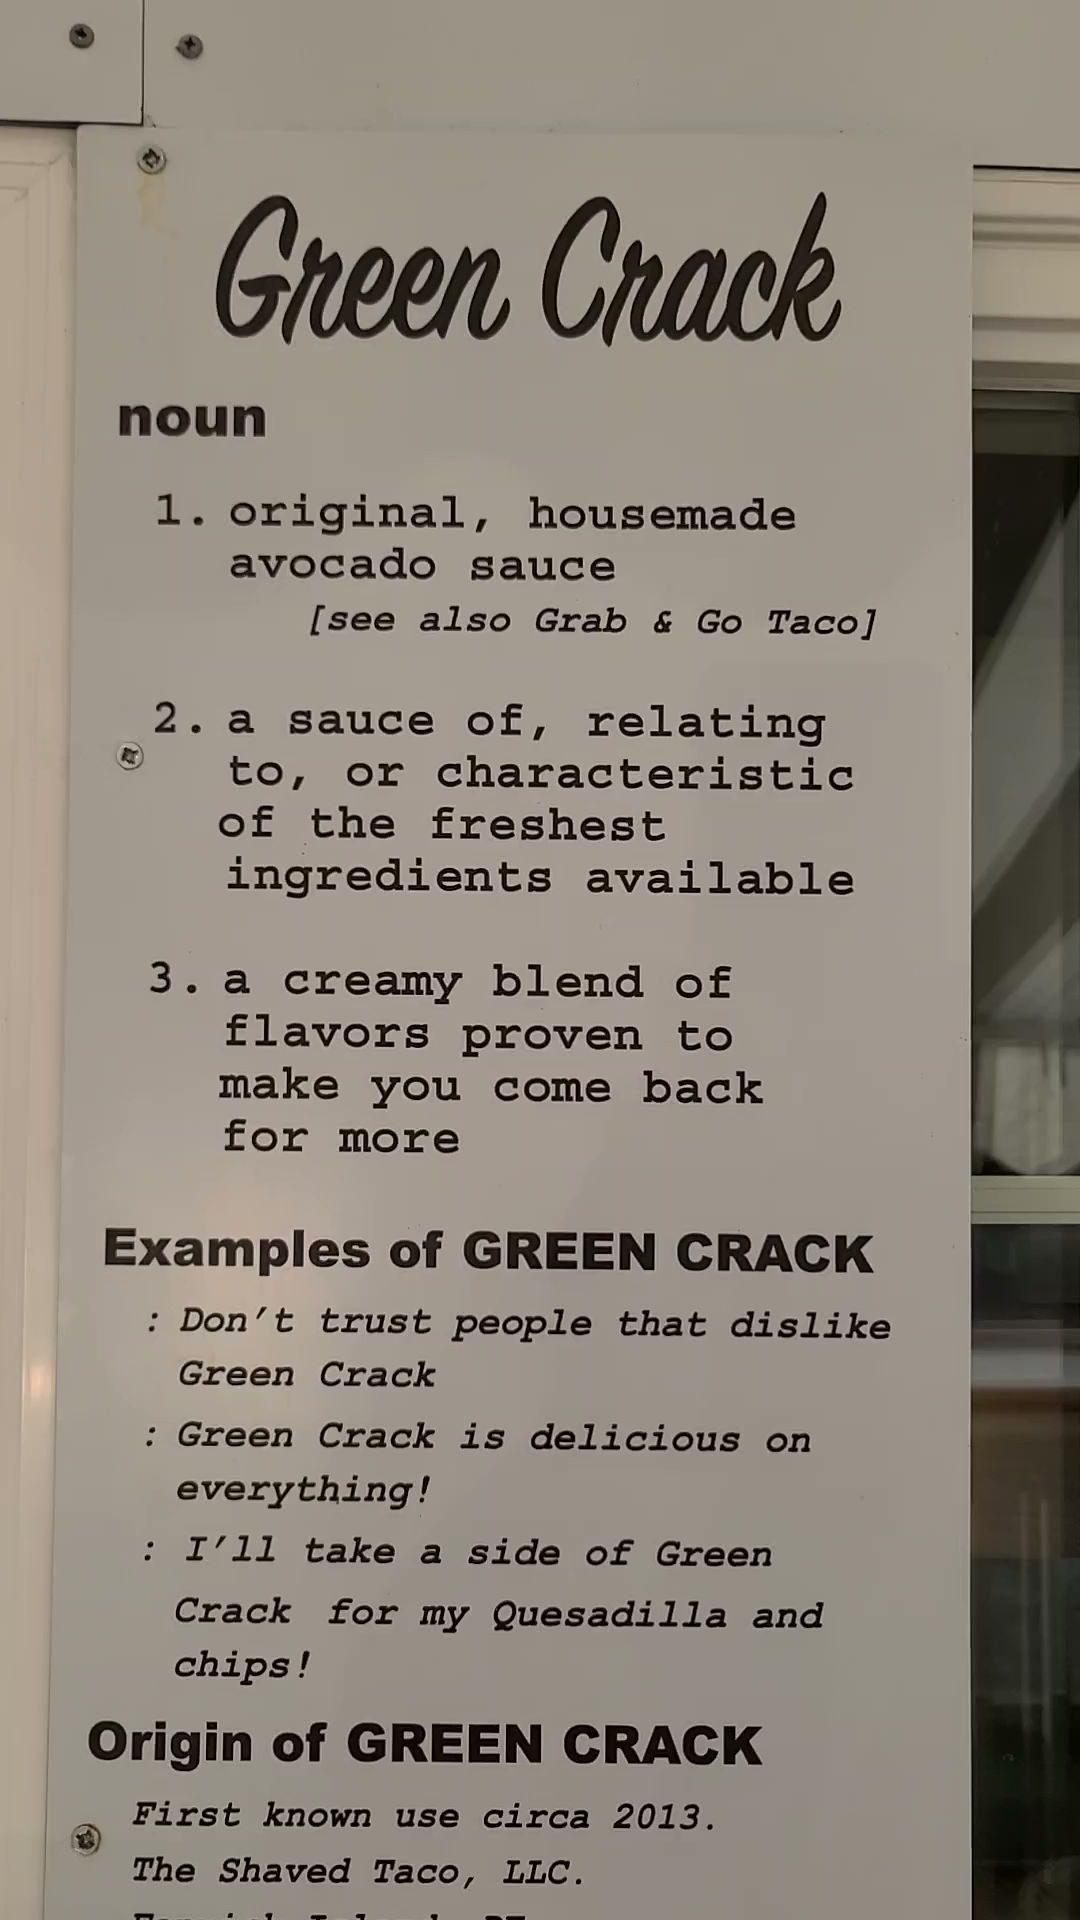 Green Crack
noun
1. original, housemade
avocado sauce
[see also Grab & Go Taco]
2. a sauce of, relating
to, or characteristic
of the freshest
ingredients available
3. a creamy blend of
flavors proven to
make you come back
for more
Examples of GREEN CRACK
: Don't trust people that dislike
Green Crack
: Green Crack is delicious on
everything!
: I'll take a side of Green
Crack for my Quesadilla and
chips!
Origin of GREEN CRACK
First known use circa 2013.
The Shaved Taco, LLC.